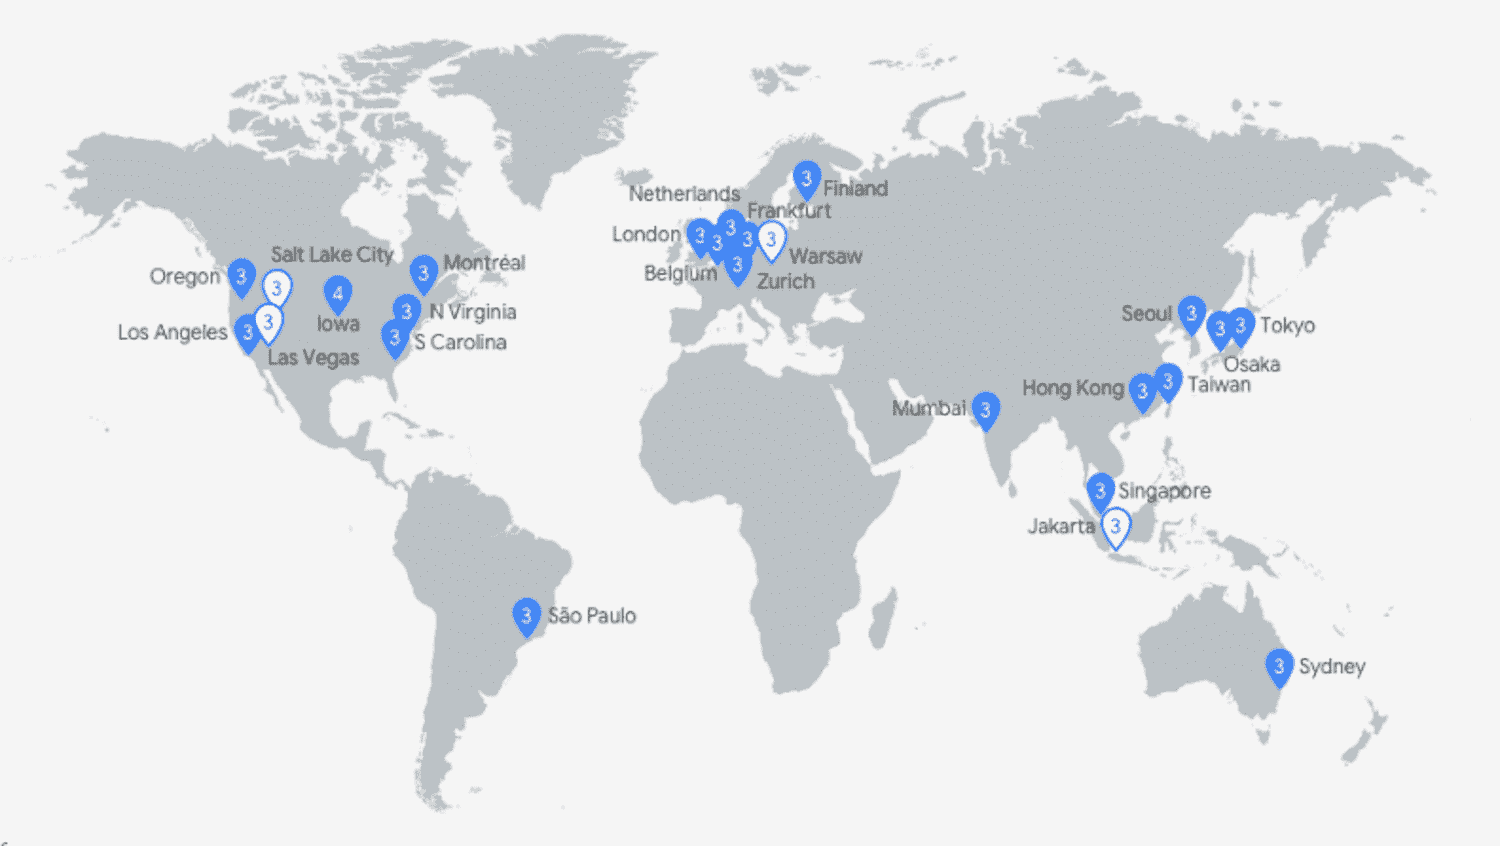 3 Finland
Netherlands
3 Frankfurt
London 3 3 3 3
Warsaw
Belgium 3
Zurich
Salt Lake City
Oregon 3 3
3 Montréal
4
Iowa
3 N Virginia
Los Angeles 3 3
3 S Carolina
Las Vegas
Seoul 3
3 3 Tokyo
Osaka
Hong Kong 3 3 Taiwan
Mumbai 3
3 Singapore
Jakarta 3
3 São Paulo
3 Sydney